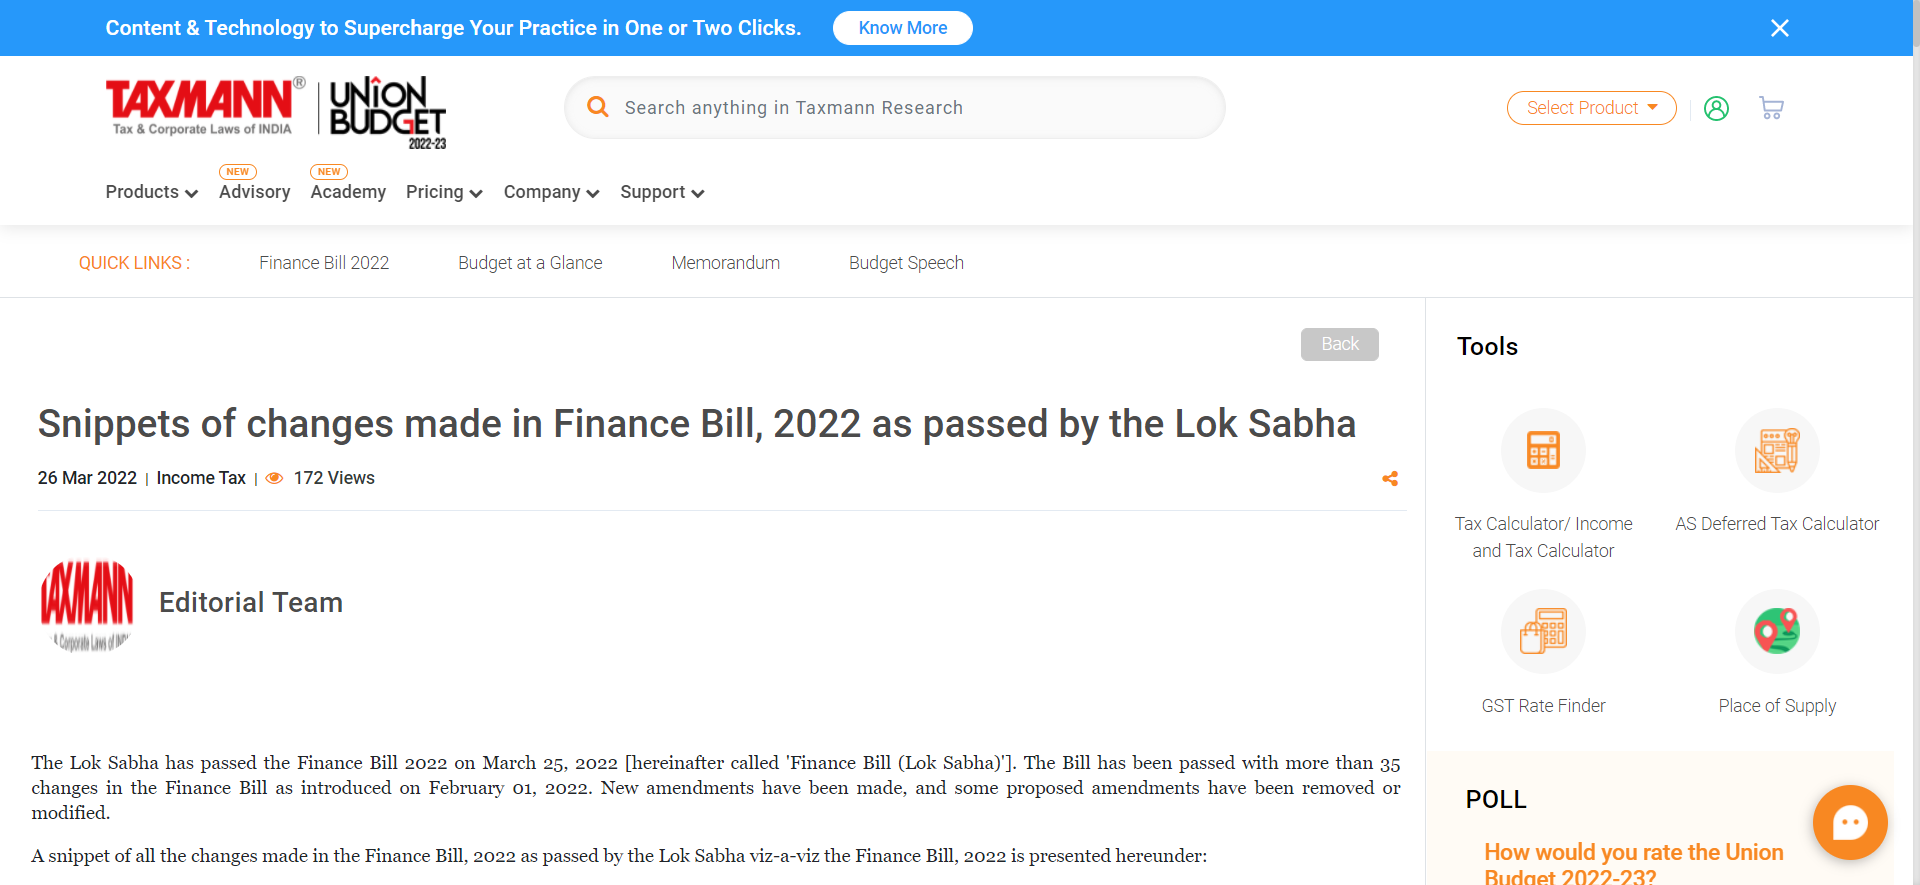 Content & Technology to Supercharge Your Practice in One or Two Clicks.
Know More
TAXMANN®
Tax & Corporate Laws of INDIA
UNION
BUDGET
2022-23
Search anything in Taxmann Research
Select Product
NEW
NEW
Products
Advisory
Academy
Pricing
Company
Support
QUICK LINKS :
Finance Bill 2022
Budget at a Glance
Memorandum
Budget Speech
Back
Snippets of changes made in Finance Bill, 2022 as passed by the Lok Sabha
26 Mar 2022 | Income Tax | 172 Views
TAXMANN
& Corporate Laws of INDIA
Editorial Team
The Lok Sabha has passed the Finance Bill 2022 on March 25, 2022 [hereinafter called 'Finance Bill (Lok Sabha)']. The Bill has been passed with more than 35
changes in the Finance Bill as introduced on February 01, 2022. New amendments have been made, and some proposed amendments have been removed or
modified.
A snippet of all the changes made in the Finance Bill, 2022 as passed by the Lok Sabha viz-a-viz the Finance Bill, 2022 is presented hereunder:
Tools
Tax Calculator/ Income
and Tax Calculator
AS Deferred Tax Calculator
GST Rate Finder
Place of Supply
POLL
How would you rate the Union
Budget 2022-23?